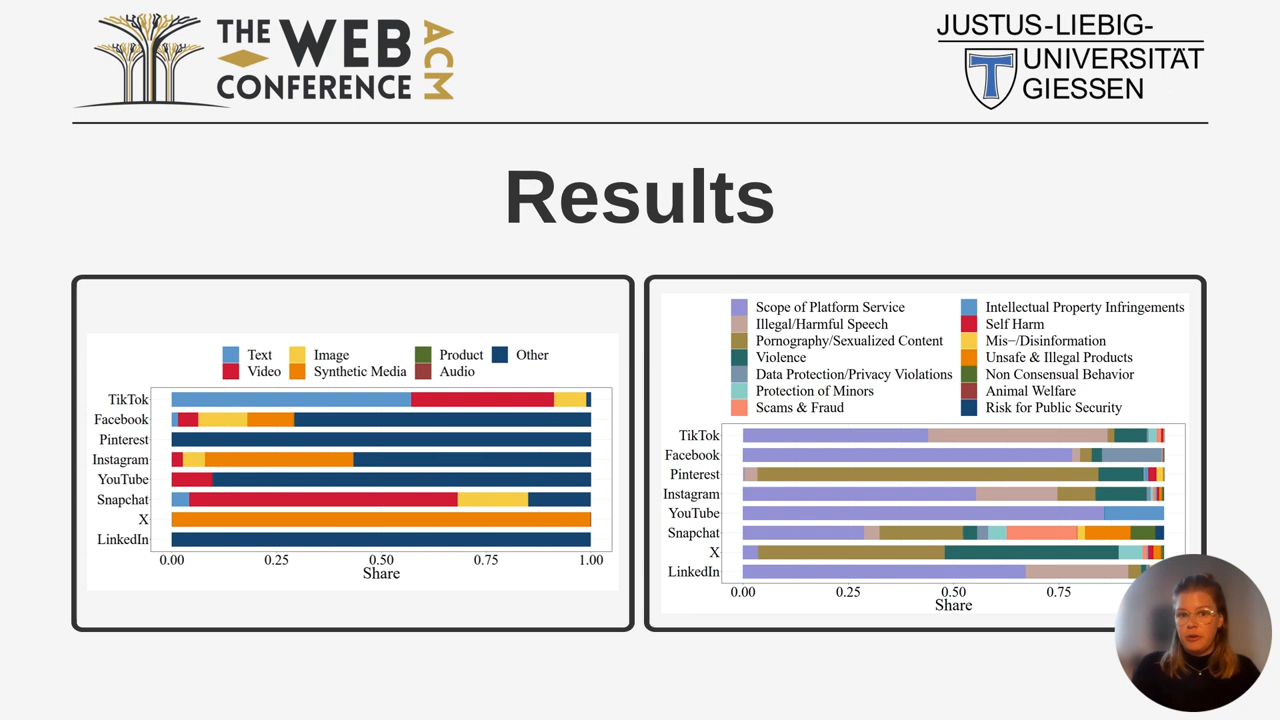 THE WEB
CONFERENCE
ACM
JUSTUS-LIEBIG-
UNIVERSITÄT
GIESSEN
Results
Text
Image
Product
Other
Video
Synthetic Media
Audio
TikTok
Facebook
Pinterest
Instagram
YouTube
Snapchat
X
LinkedIn
0.00 0.25 0.50 0.75 1.00
Share
Scope of Platform Service
Illegal/Harmful Speech
Pornography/Sexualized Content
Violence
Data Protection/Privacy Violations
Protection of Minors
Scams & Fraud
Intellectual Property Infringements
Self Harm
Mis−/Disinformation
Unsafe & Illegal Products
Non Consensual Behavior
Animal Welfare
Risk for Public Security
TikTok
Facebook
Pinterest
Instagram
YouTube
Snapchat
X
LinkedIn
0.00 0.25 0.50 0.75
Share